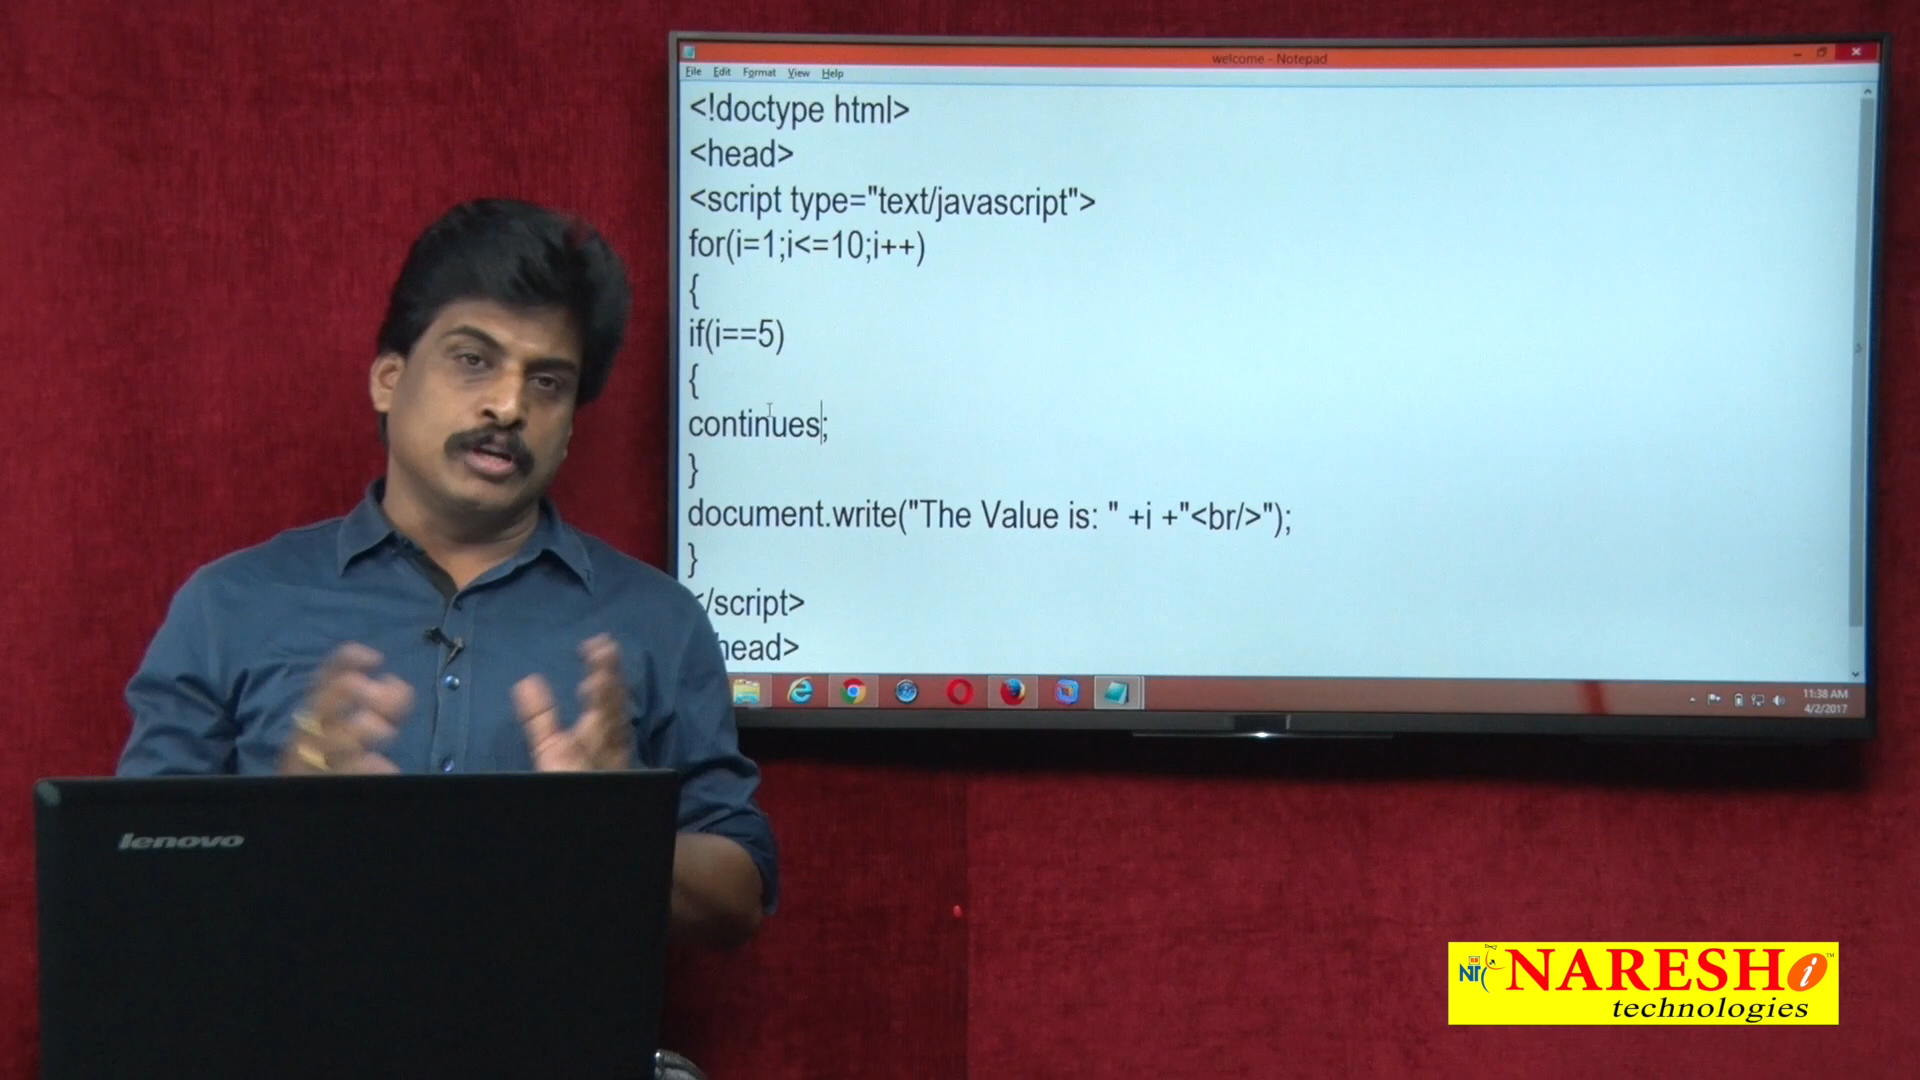 welcome - Notepad
File Edit Format View Help
<!doctype html>
<head>
<script type="text/javascript">
for(i=1;i<=10;i++)
{
if(i==5)
{
continues;
}
document.write("The Value is: " +i +"<br/>");
}
</script>
head>
11:38 AM
4/2/2017
lenovo
NARESH i
technologies